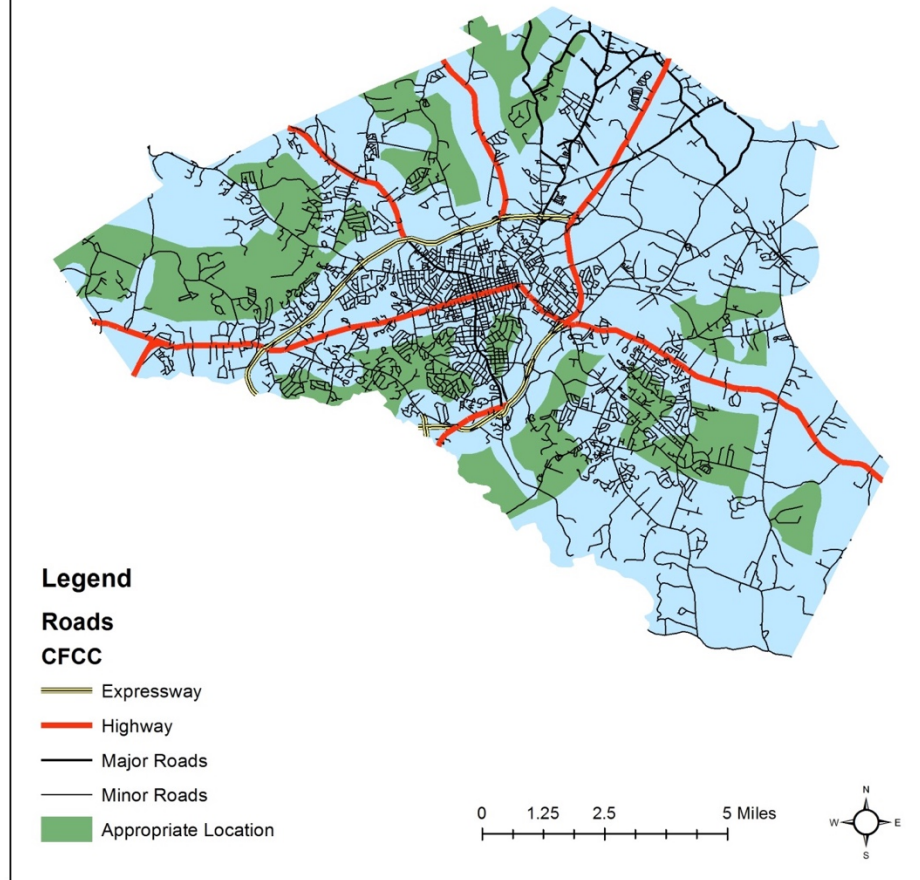 Legend
Roads
CFCC
Expressway
Highway
Major Roads
Minor Roads
Appropriate Location
0 1.25 2.5 5 Miles
N
W E
S